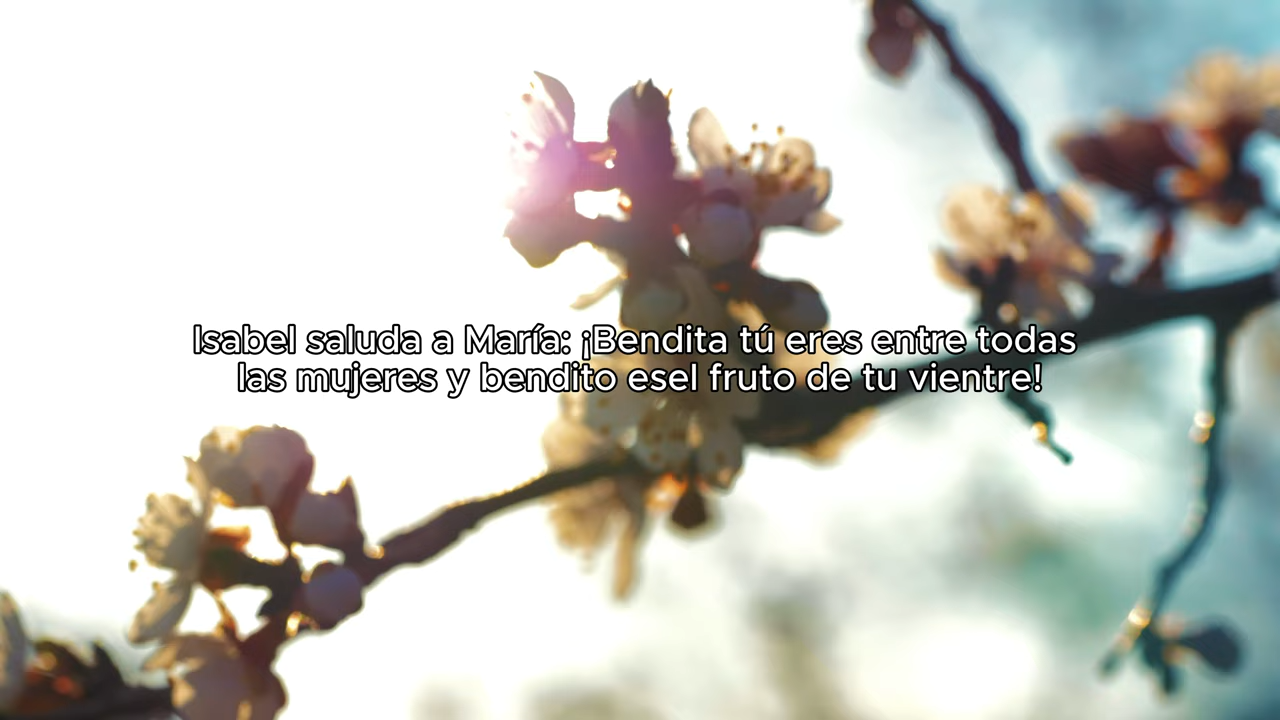 Isabel saluda a María: ¡Bendita tú eres entre todas
las mujeres y bendito esel fruto de tu vientre!